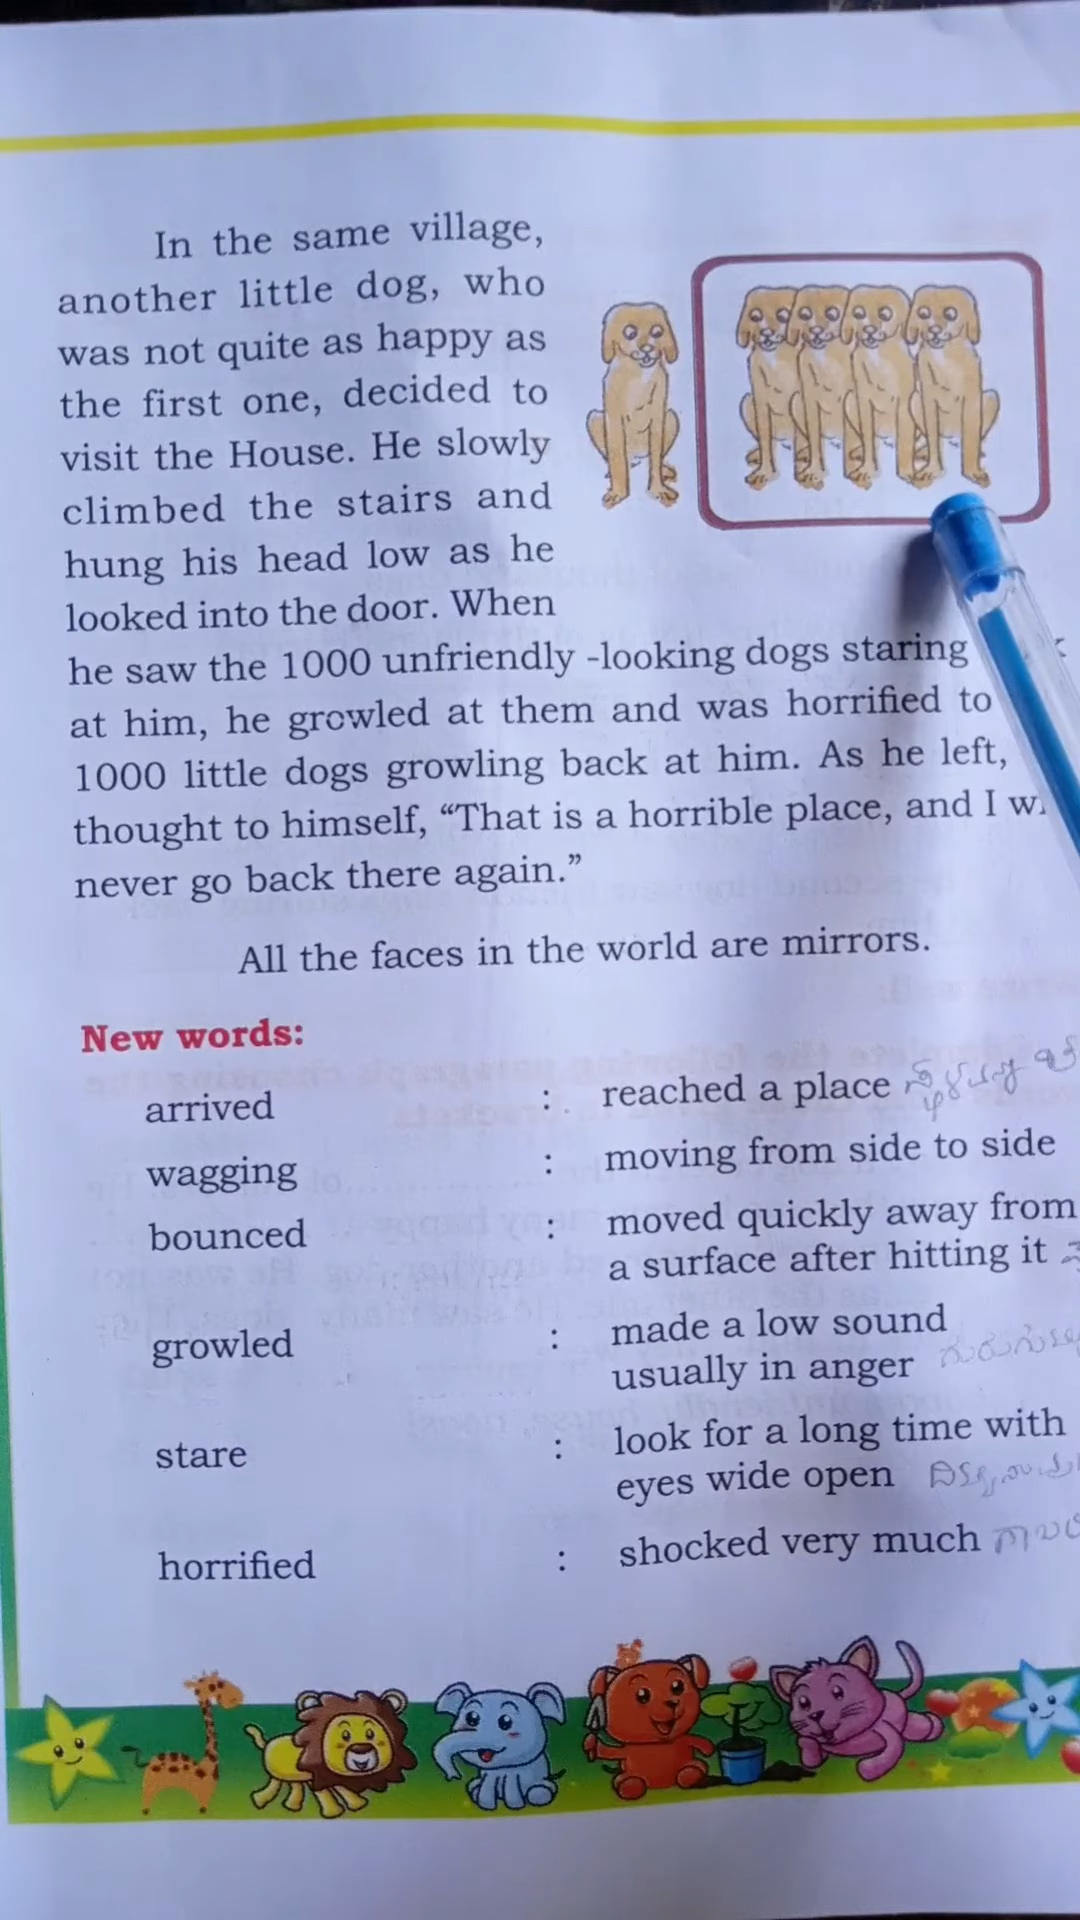 In the same village,
another little dog, who
was not quite as happy as
the first one, decided to
visit the House. He slowly
climbed the stairs and
hung his head low as he
looked into the door. When
he saw the 1000 unfriendly -looking dogs staring
at him, he growled at them and was horrified to
1000 little dogs growling back at him. As he left,
thought to himself, “That is a horrible place, and I
never go back there again.”
All the faces in the world are mirrors.
New words:
arrived : reached a place
wagging : moving from side to side
bounced : moved quickly away from
a surface after hitting it
growled : made a low sound
usually in anger
stare : look for a long time with
eyes wide open
horrified : shocked very much